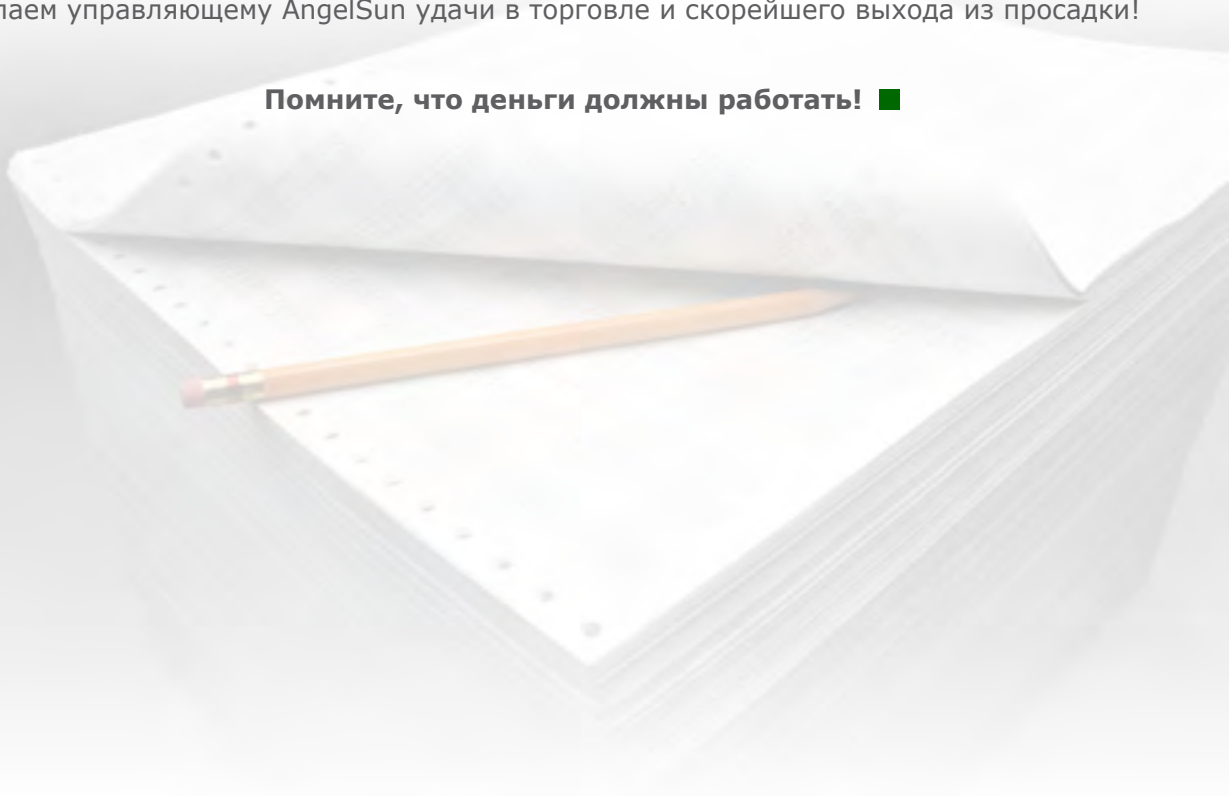 лаем управляющему AngelSun удачи в торговле и скорейшего выхода из просадки!
Помните, что деньги должны работать!